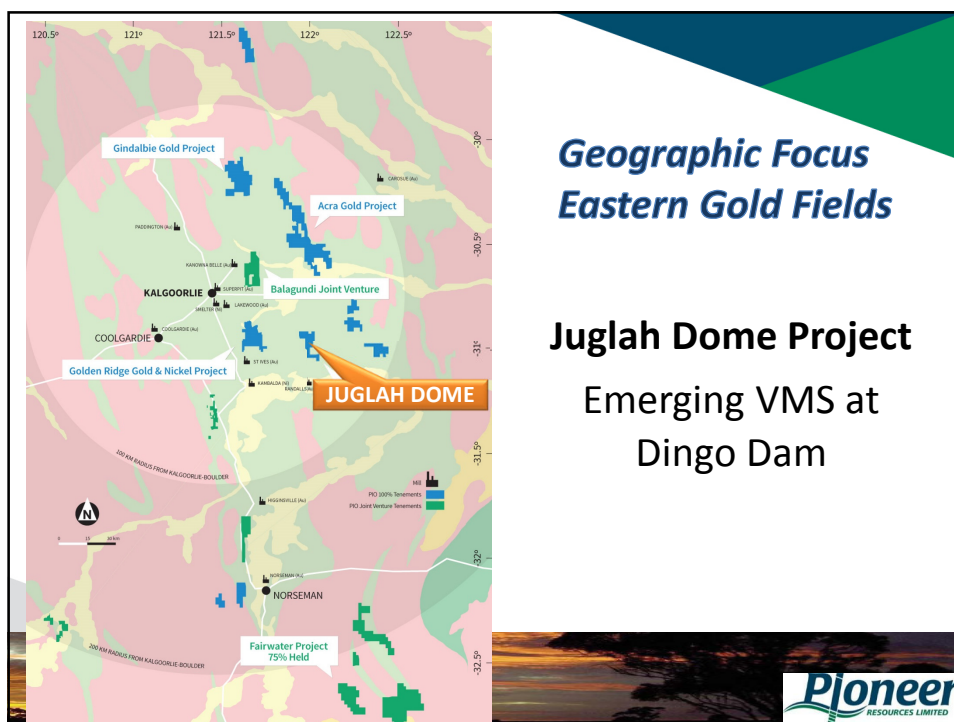 120.5º 121º 121.5º 122º 122.5º
-30º
Gindalbie Gold Project
CAROSUE (Au)
Acra Gold Project
PADDINGTON (Au)
-30.5º
KANOWNA BELLE (Au)
Balagundi Joint Venture
SUPERPIT (Au)
KALGOORLIE
LAKEWOOD (Au)
SMELTER (Ni)
COOLGARDIE (Au)
COOLGARDIE
-31º
ST IVES (Au)
Golden Ridge Gold & Nickel Project
KAMBALDA (Ni)
JUGLAH DOME
-31.5º
100 KM RADIUS FROM KALGOORLIE-BOULDER
Mill
HIGGINSVILLE (Au)
PIO 100% Tenements
PIO Joint Venture Tenements
N
-32º
NORSEMAN (Au)
NORSEMAN
Fairwater Project
75% Held
200 KM RADIUS FROM KALGOORLIE-BOULDER
-32.5º
Geographic Focus
Eastern Gold Fields
Juglah Dome Project
Emerging VMS at
Dingo Dam
Pioneer
RESOURCES LIMITED